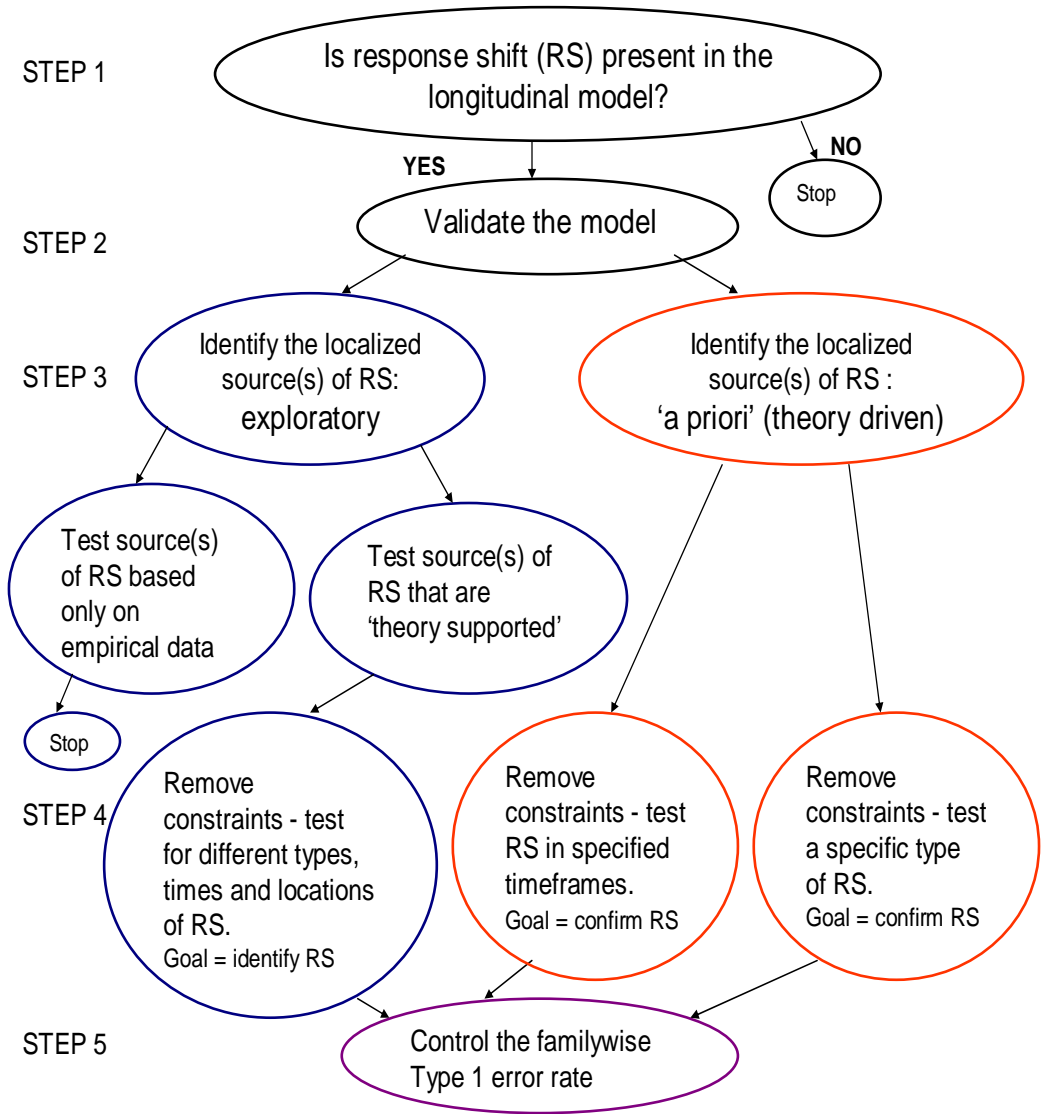 STEP 1
Is response shift (RS) present in the
longitudinal model?
YES
NO
Stop
STEP 2
Validate the model
STEP 3
Identify the localized
source(s) of RS:
exploratory
Identify the localized
source(s) of RS :
‘a priori’ (theory driven)
Test source(s)
of RS based
only on
empirical data
Test source(s) of
RS that are
‘theory supported’
Stop
STEP 4
Remove
constraints - test
for different types,
times and locations
of RS.
Goal = identify RS
Remove
constraints - test
RS in specified
timeframes.
Goal = confirm RS
Remove
constraints - test
a specific type
of RS.
Goal = confirm RS
STEP 5
Control the familywise
Type 1 error rate